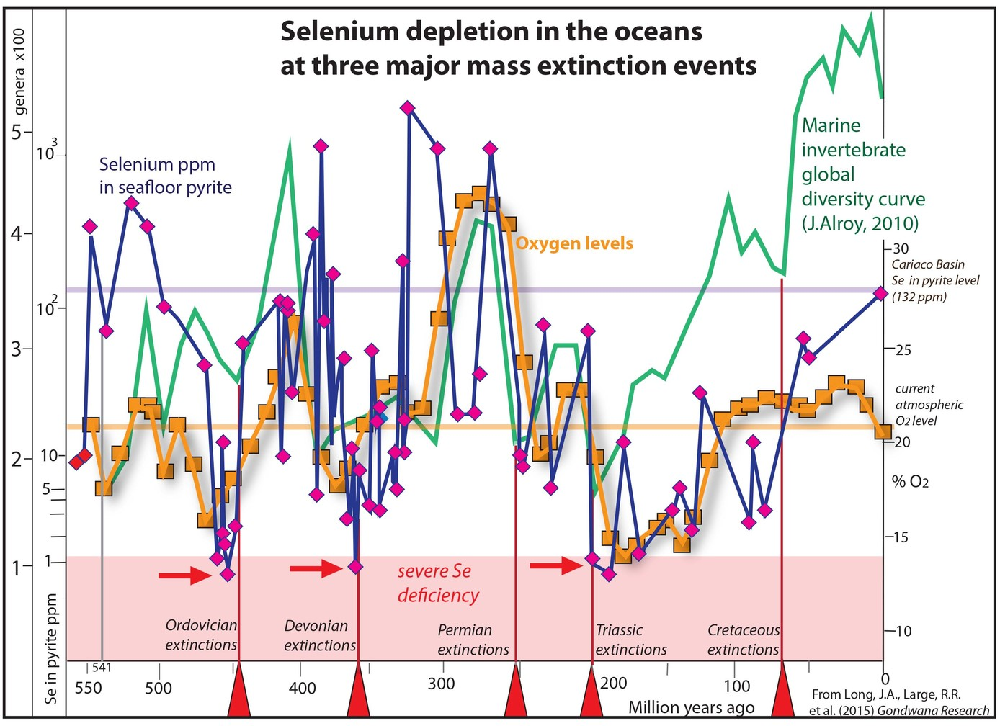 Selenium depletion in the oceans
at three major mass extinction events
genera x100
5
4
3
2
1
10³
10²
10
5
1
Se in pyrite ppm
Selenium ppm
in seafloor pyrite
Oxygen levels
Marine
invertebrate
global
diversity curve
(J.Alroy, 2010)
30
Cariaco Basin
Se in pyrite level
(132 ppm)
25
current
atmospheric
O2 level
20
% O2
15
10
severe Se
deficiency
Ordovician
extinctions
Devonian
extinctions
Permian
extinctions
Triassic
extinctions
Cretaceous
extinctions
541
550
500
400
300
200
100
0
Million years ago
From Long, J.A., Large, R.R.
et al. (2015) Gondwana Research